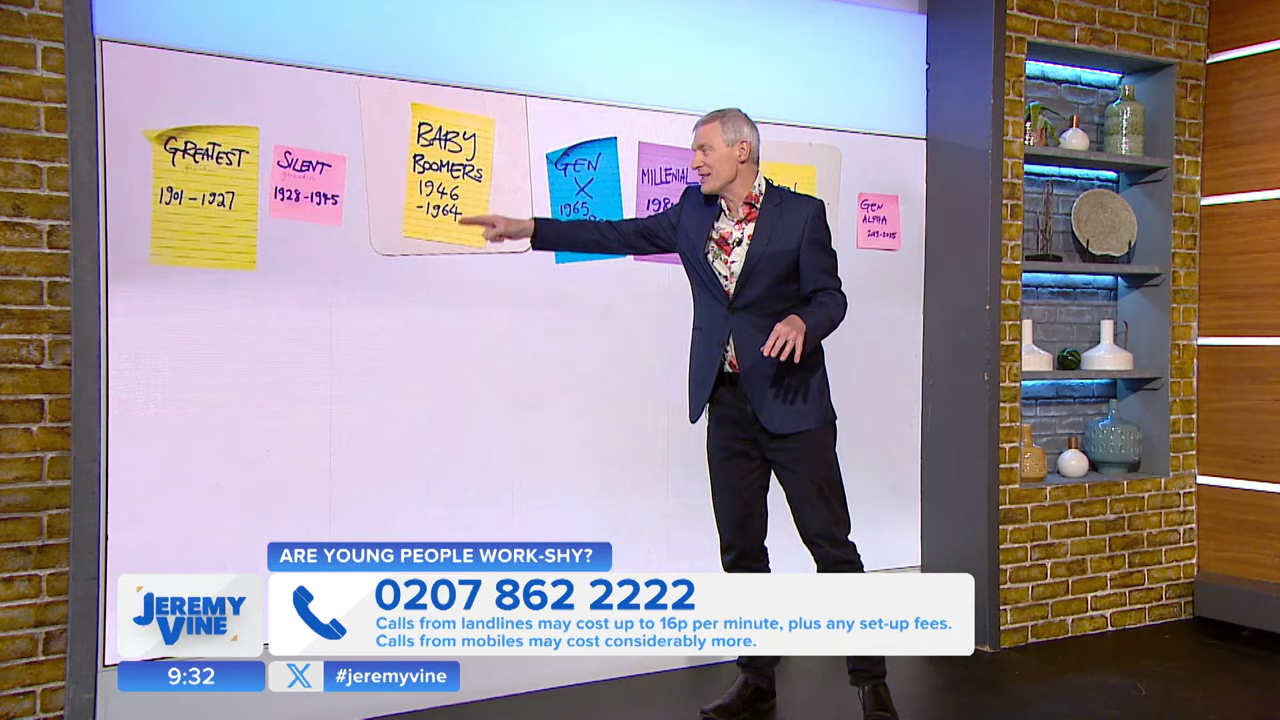 GREATEST
1901 - 1927
SILENT
1928-1945
BABY
BOOMERS
1946
-1964
GEN
X
1965
MILLENIAL
198
GEN
ALPHA
ARE YOUNG PEOPLE WORK-SHY?
JEREMY
VINE
0207 862 2222
Calls from landlines may cost up to 16p per minute, plus any set-up fees.
Calls from mobiles may cost considerably more.
9:32
X
#jeremyvine